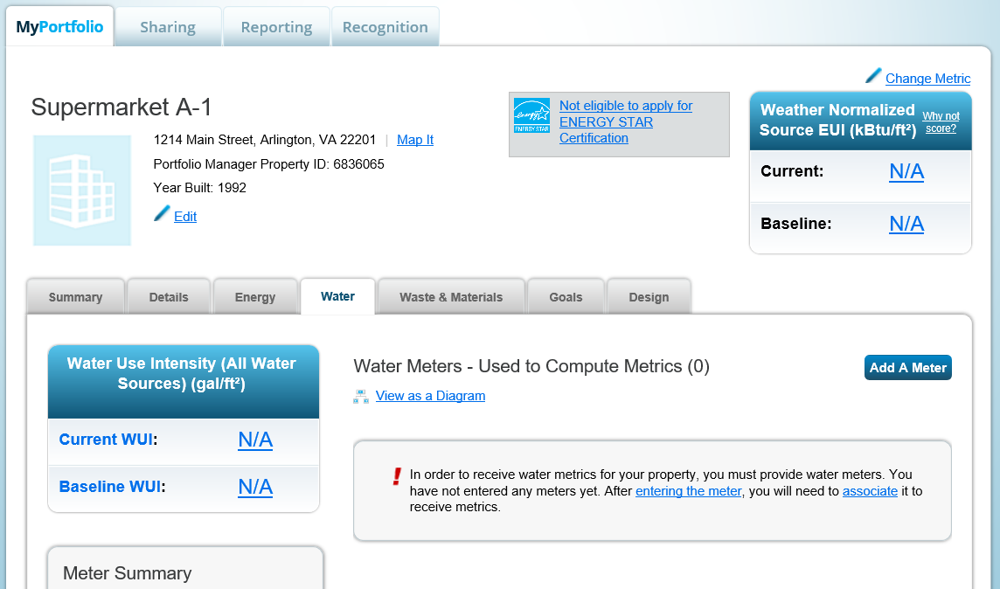 MyPortfolio
Sharing
Reporting
Recognition
Change Metric
Supermarket A-1
1214 Main Street, Arlington, VA 22201 | Map It
Portfolio Manager Property ID: 6836065
Year Built: 1992
Edit
energy
ENERGY STAR
Not eligible to apply for
ENERGY STAR
Certification
Weather Normalized
Source EUI (kBtu/ft²)
Why not
score?
Current: N/A
Baseline: N/A
Summary
Details
Energy
Water
Waste & Materials
Goals
Design
Water Use Intensity (All Water
Sources) (gal/ft²)
Current WUI: N/A
Baseline WUI: N/A
Meter Summary
Water Meters - Used to Compute Metrics (0)
Add A Meter
View as a Diagram
In order to receive water metrics for your property, you must provide water meters. You
have not entered any meters yet. After entering the meter, you will need to associate it to
receive metrics.